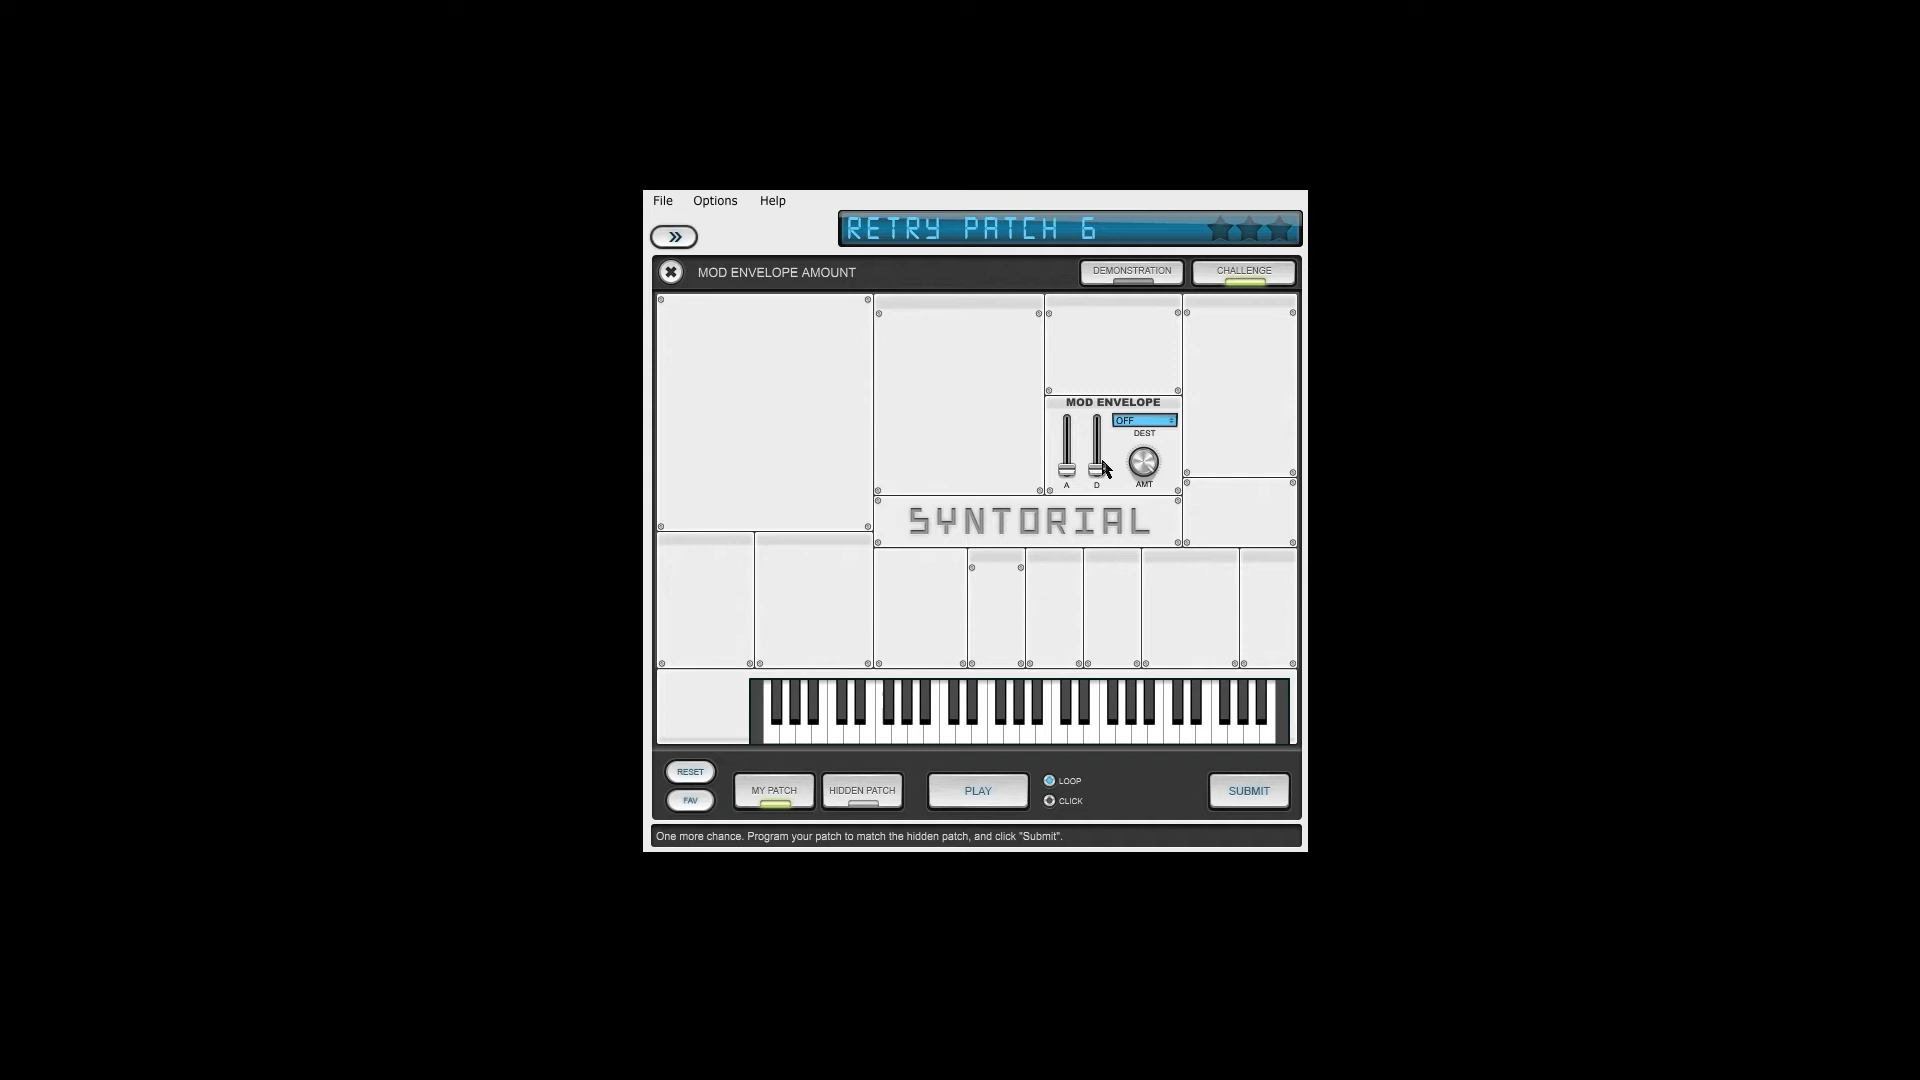 File Options Help
RETRY PATCH 6
MOD ENVELOPE AMOUNT
DEMONSTRATION
CHALLENGE
MOD ENVELOPE
OFF
DEST
A
D
AMT
SYNTORIAL
RESET
FAV
MY PATCH
HIDDEN PATCH
PLAY
LOOP
CLICK
SUBMIT
One more chance. Program your patch to match the hidden patch, and click "Submit".